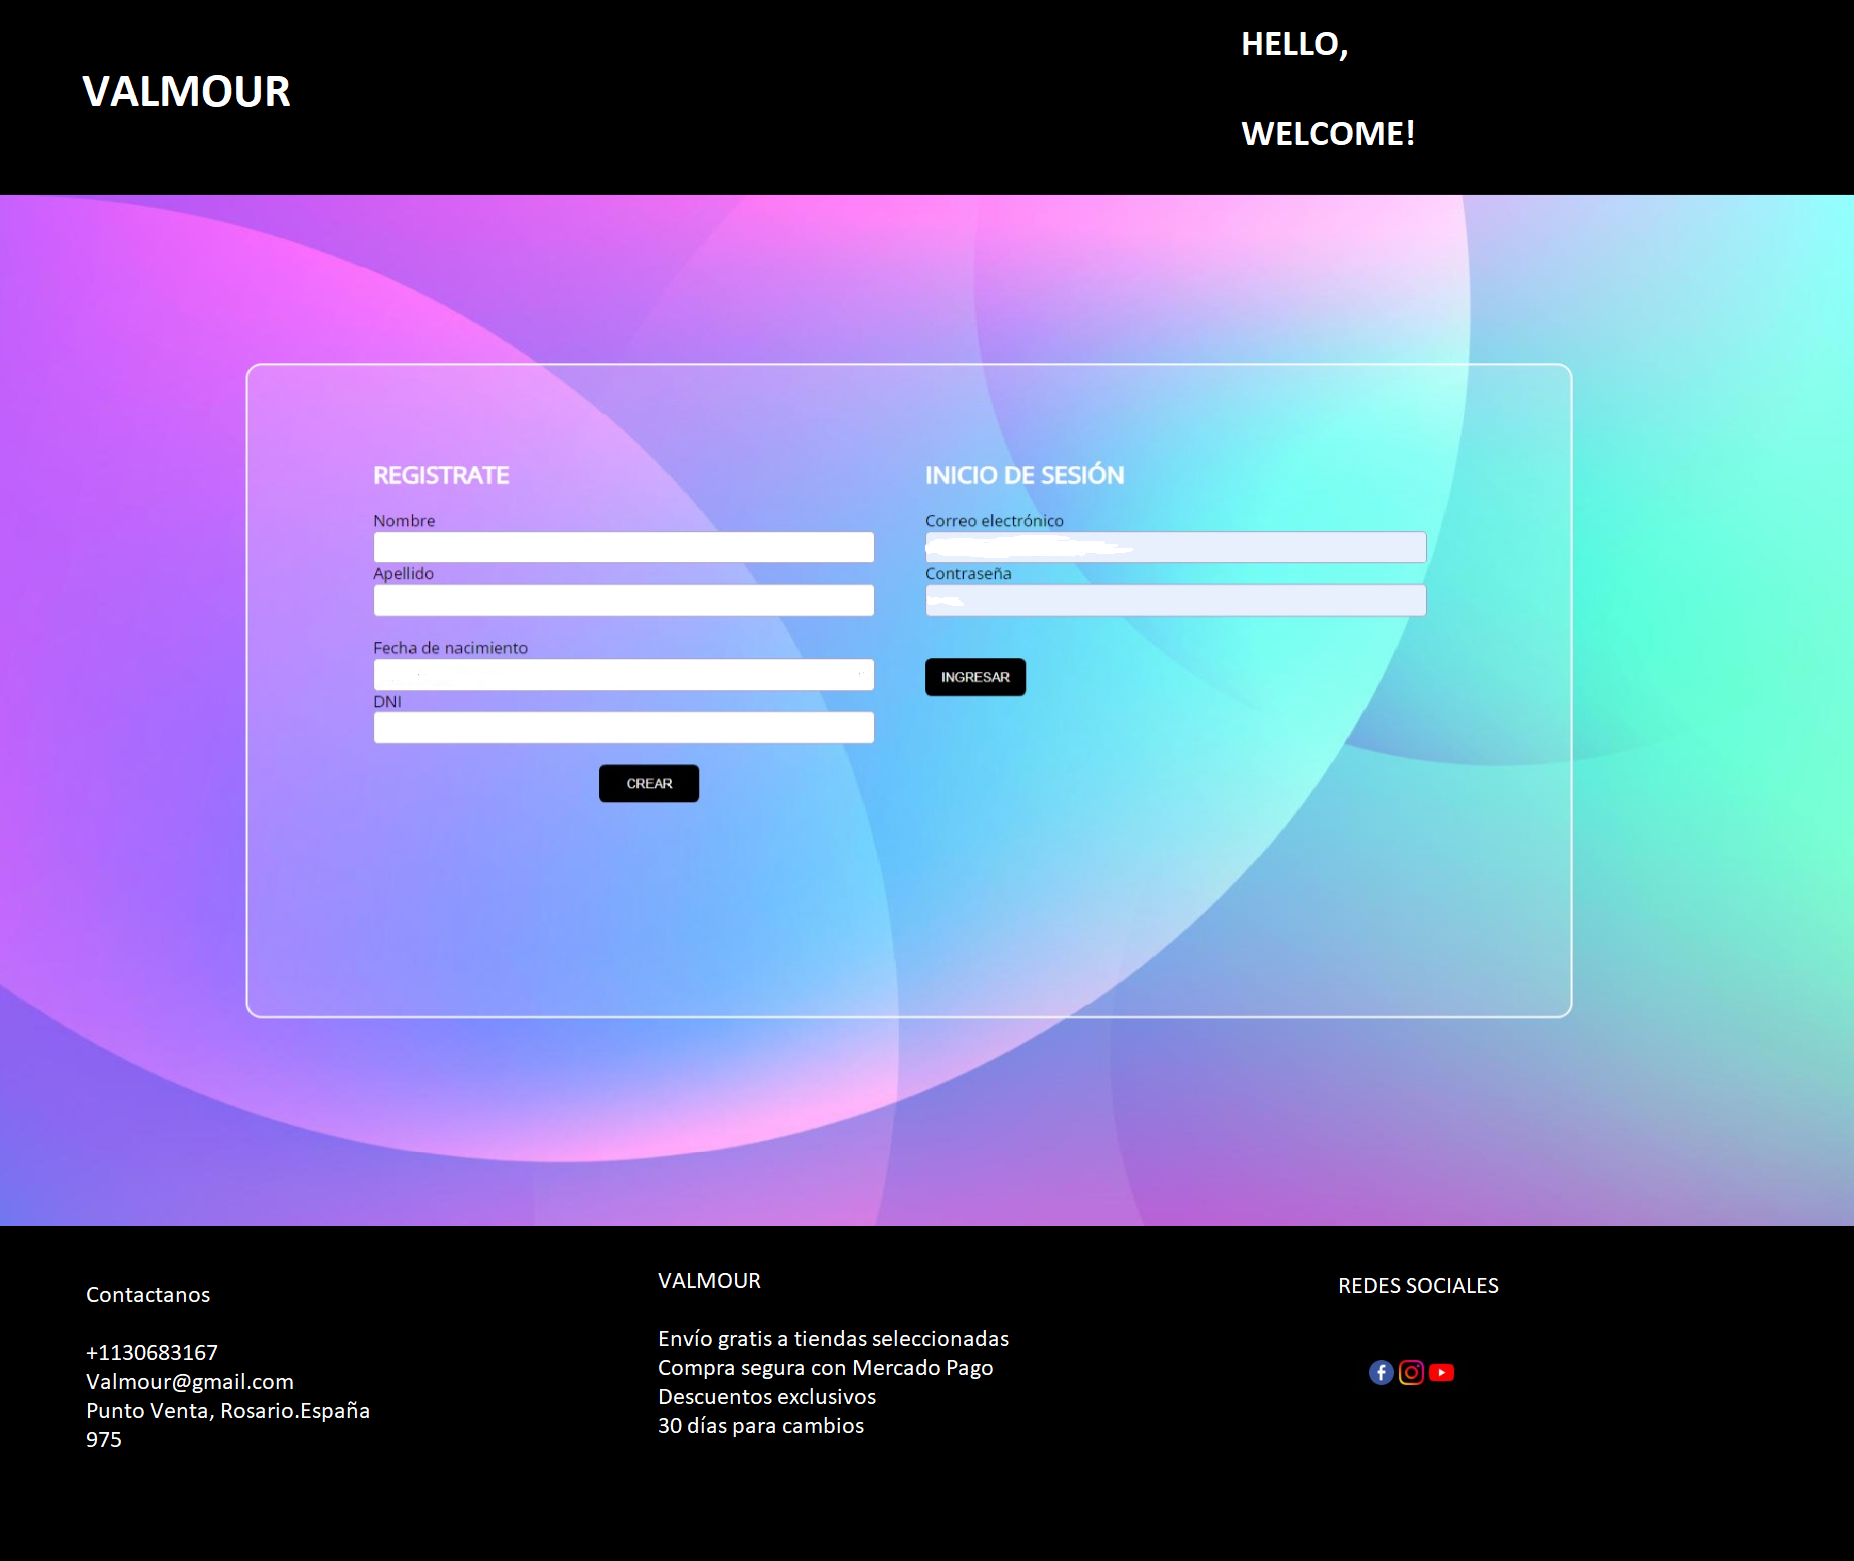 VALMOUR
HELLO,
WELCOME!
REGISTRATE
Nombre
Apellido
Fecha de nacimiento
DNI
CREAR
INICIO DE SESIÓN
Correo electrónico
Contraseña
INGRESAR
Contactanos
+1130683167
Valmour@gmail.com
Punto Venta, Rosario.España
975
VALMOUR
Envío gratis a tiendas seleccionadas
Compra segura con Mercado Pago
Descuentos exclusivos
30 días para cambios
REDES SOCIALES